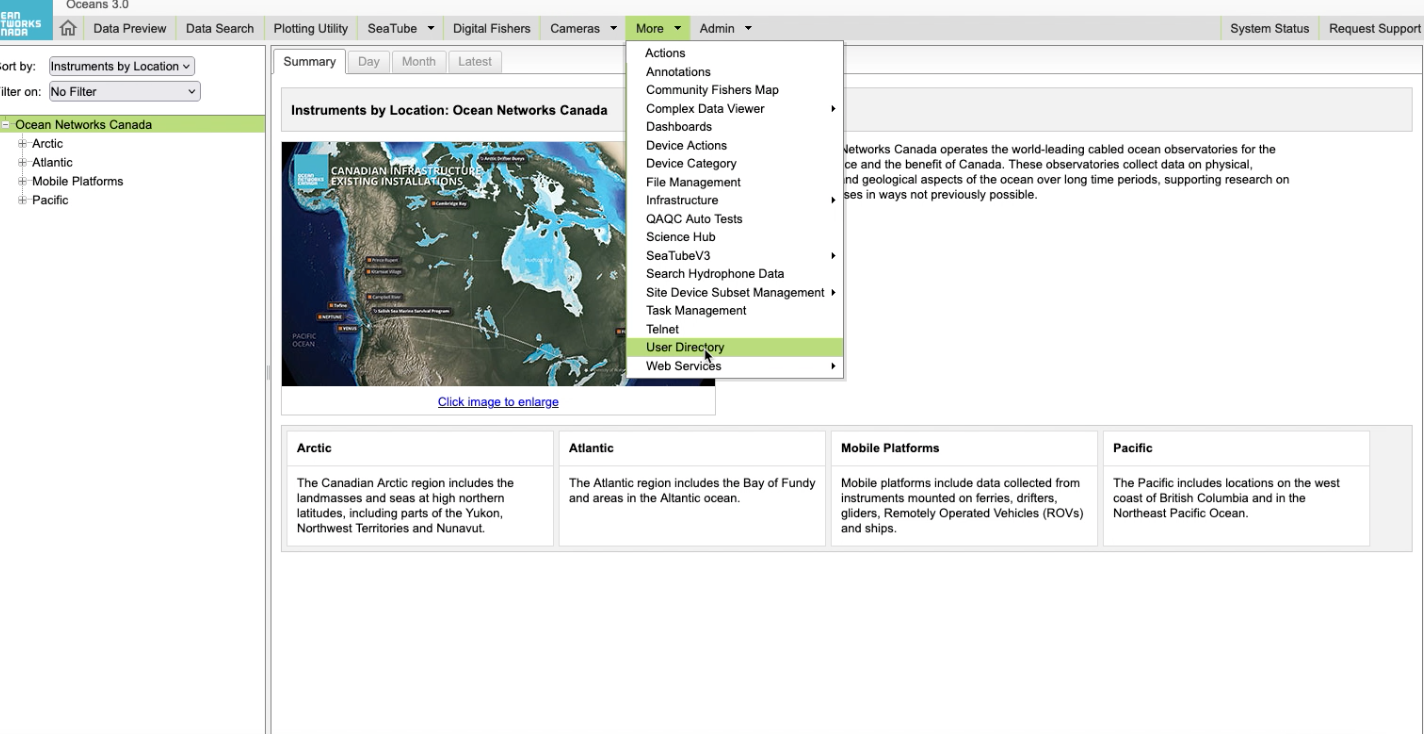 Oceans 3.0
Data Preview
Data Search
Plotting Utility
SeaTube
Digital Fishers
Cameras
More
Admin
System Status
Request Support
Sort by:
Instruments by Location
Filter on:
No Filter
Ocean Networks Canada
Arctic
Atlantic
Mobile Platforms
Pacific
Summary
Day
Month
Latest
Actions
Annotations
Community Fishers Map
Complex Data Viewer
Dashboards
Device Actions
Device Category
File Management
Infrastructure
QAQC Auto Tests
Science Hub
SeaTubeV3
Search Hydrophone Data
Site Device Subset Management
Task Management
Telnet
User Directory
Web Services
Instruments by Location: Ocean Networks Canada
OCEAN NETWORKS CANADA
CANADIAN INFRASTRUCTURE
EXISTING INSTALLATIONS
Arctic Drifter Buoys
Cambridge Bay
Prince Rupert
Kitamaat Village
Campbell River
Salish Sea Marine Survival Program
Tofino
NEPTUNE
VENUS
PACIFIC
OCEAN
Networks Canada operates the world-leading cabled ocean observatories for the
ce and the benefit of Canada. These observatories collect data on physical,
and geological aspects of the ocean over long time periods, supporting research on
ses in ways not previously possible.
Click image to enlarge
Arctic
The Canadian Arctic region includes the
landmasses and seas at high northern
latitudes, including parts of the Yukon,
Northwest Territories and Nunavut.
Atlantic
The Atlantic region includes the Bay of Fundy
and areas in the Altantic ocean.
Mobile Platforms
Mobile platforms include data collected from
instruments mounted on ferries, drifters,
gliders, Remotely Operated Vehicles (ROVs)
and ships.
Pacific
The Pacific includes locations on the west
coast of British Columbia and in the
Northeast Pacific Ocean.